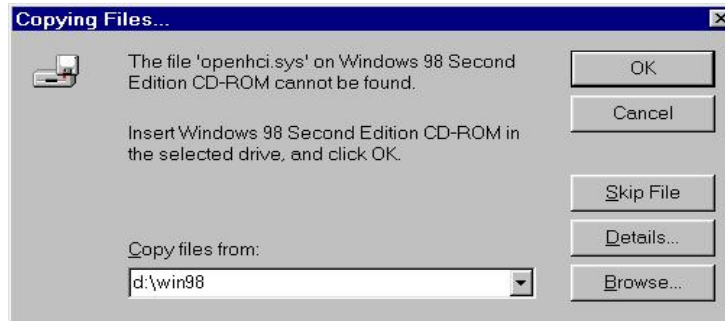 Copying Files...
The file 'openhci.sys' on Windows 98 Second
Edition CD-ROM cannot be found.
Insert Windows 98 Second Edition CD-ROM in
the selected drive, and click OK.
Copy files from:
d:\win98
OK
Cancel
Skip File
Details...
Browse...